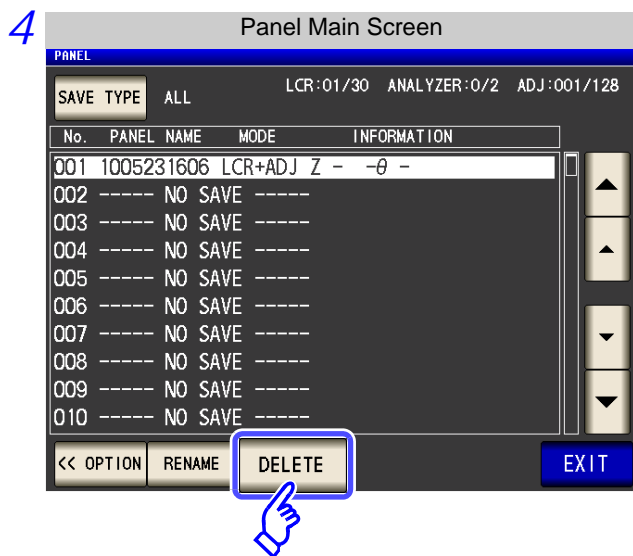 4
Panel Main Screen
PANEL
SAVE TYPE ALL LCR:01/30 ANALYZER:0/2 ADJ:001/128
No. PANEL NAME MODE INFORMATION
001 1005231606 LCR+ADJ Z - -θ -
002 ----- NO SAVE -----
003 ----- NO SAVE -----
004 ----- NO SAVE -----
005 ----- NO SAVE -----
006 ----- NO SAVE -----
007 ----- NO SAVE -----
008 ----- NO SAVE -----
009 ----- NO SAVE -----
010 ----- NO SAVE -----
<< OPTION RENAME DELETE EXIT